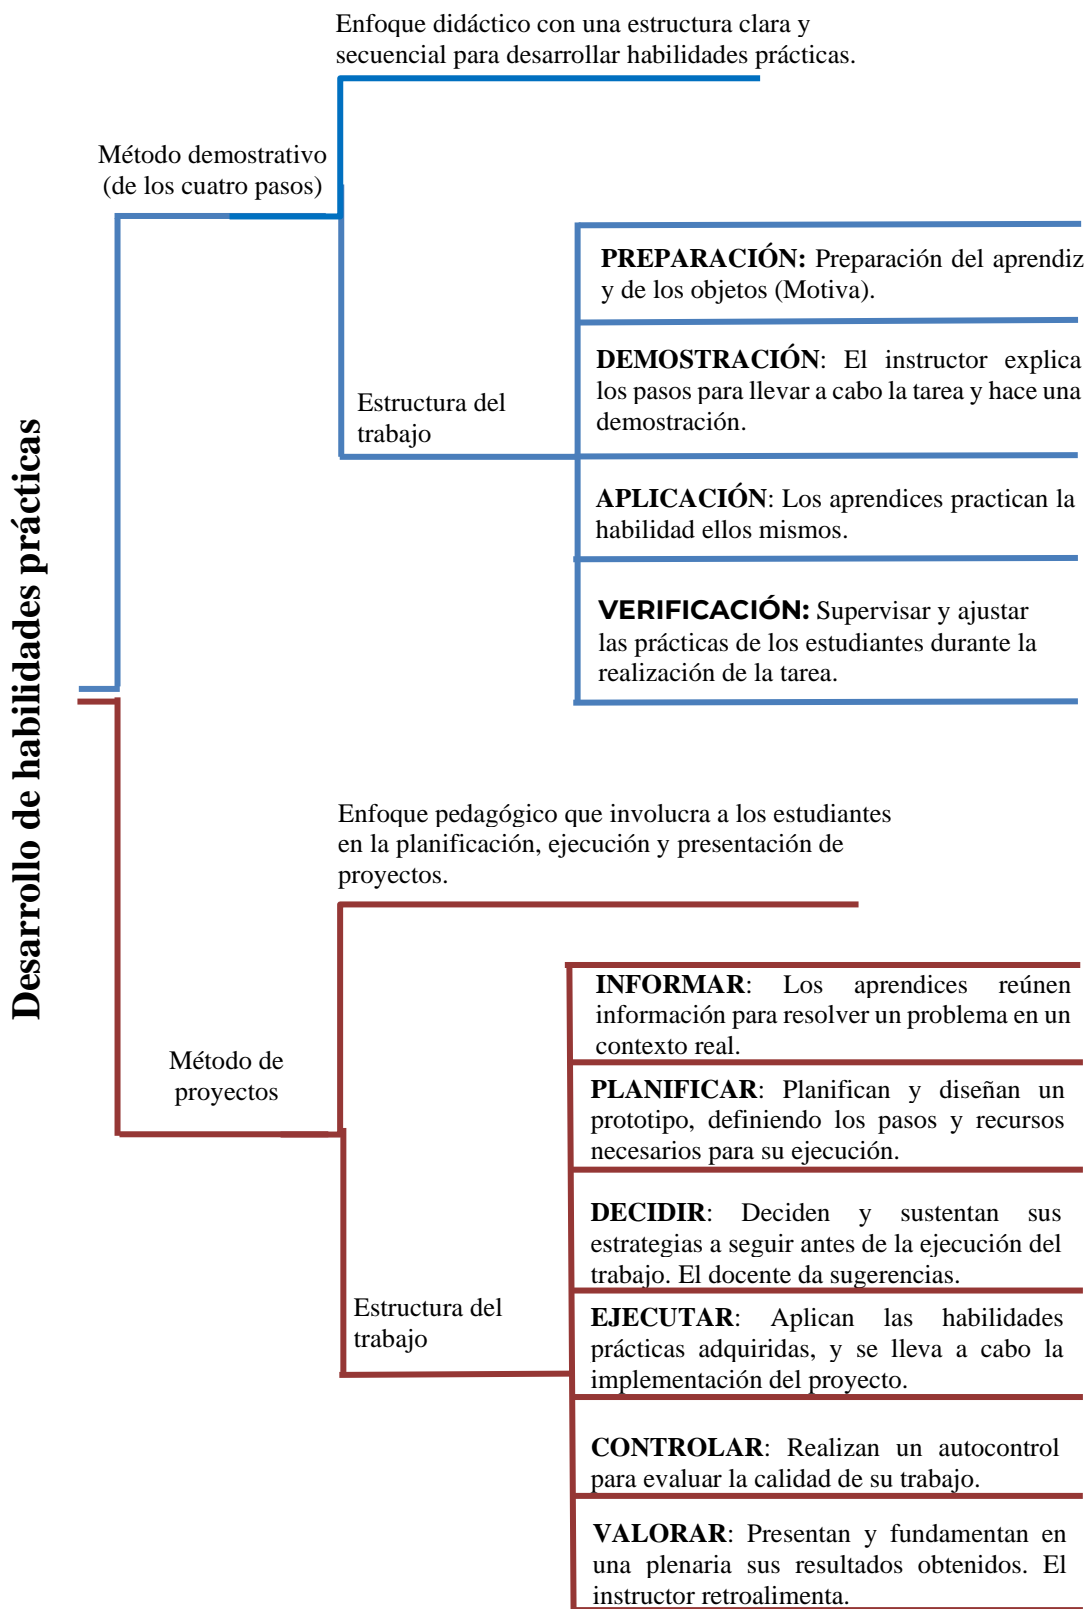 Desarrollo de habilidades prácticas
Enfoque didáctico con una estructura clara y
secuencial para desarrollar habilidades prácticas.
Método demostrativo
(de los cuatro pasos)
Estructura del
trabajo
PREPARACIÓN: Preparación del aprendiz
y de los objetos (Motiva).
DEMOSTRACIÓN: El instructor explica
los pasos para llevar a cabo la tarea y hace una
demostración.
APLICACIÓN: Los aprendices practican la
habilidad ellos mismos.
VERIFICACIÓN: Supervisar y ajustar
las prácticas de los estudiantes durante la
realización de la tarea.
Enfoque pedagógico que involucra a los estudiantes
en la planificación, ejecución y presentación de
proyectos.
Método de
proyectos
Estructura del
trabajo
INFORMAR: Los aprendices reúnen
información para resolver un problema en un
contexto real.
PLANIFICAR: Planifican y diseñan un
prototipo, definiendo los pasos y recursos
necesarios para su ejecución.
DECIDIR: Deciden y sustentan sus
estrategias a seguir antes de la ejecución del
trabajo. El docente da sugerencias.
EJECUTAR: Aplican las habilidades
prácticas adquiridas, y se lleva a cabo la
implementación del proyecto.
CONTROLAR: Realizan un autocontrol
para evaluar la calidad de su trabajo.
VALORAR: Presentan y fundamentan en
una plenaria sus resultados obtenidos. El
instructor retroalimenta.